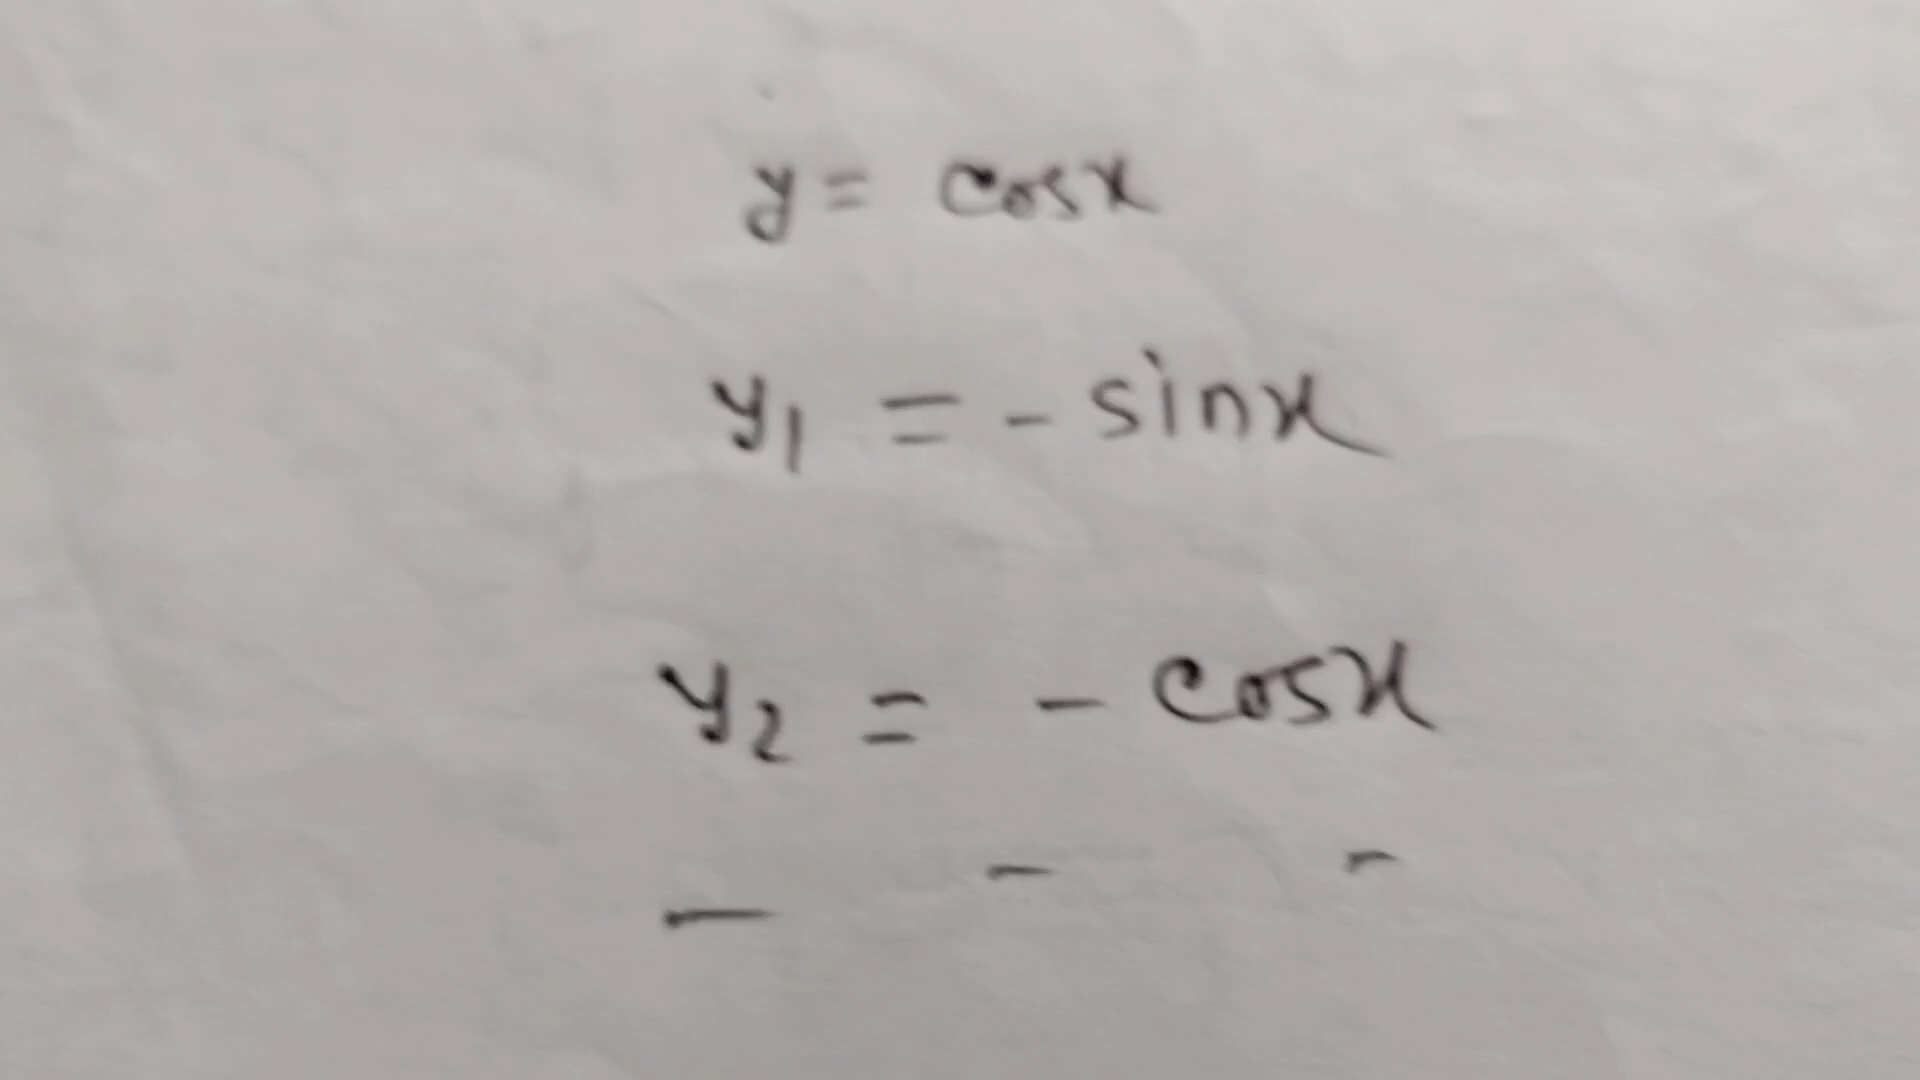 y = cosx
y₁ = - sinx
y₂ = - cosx
— - -